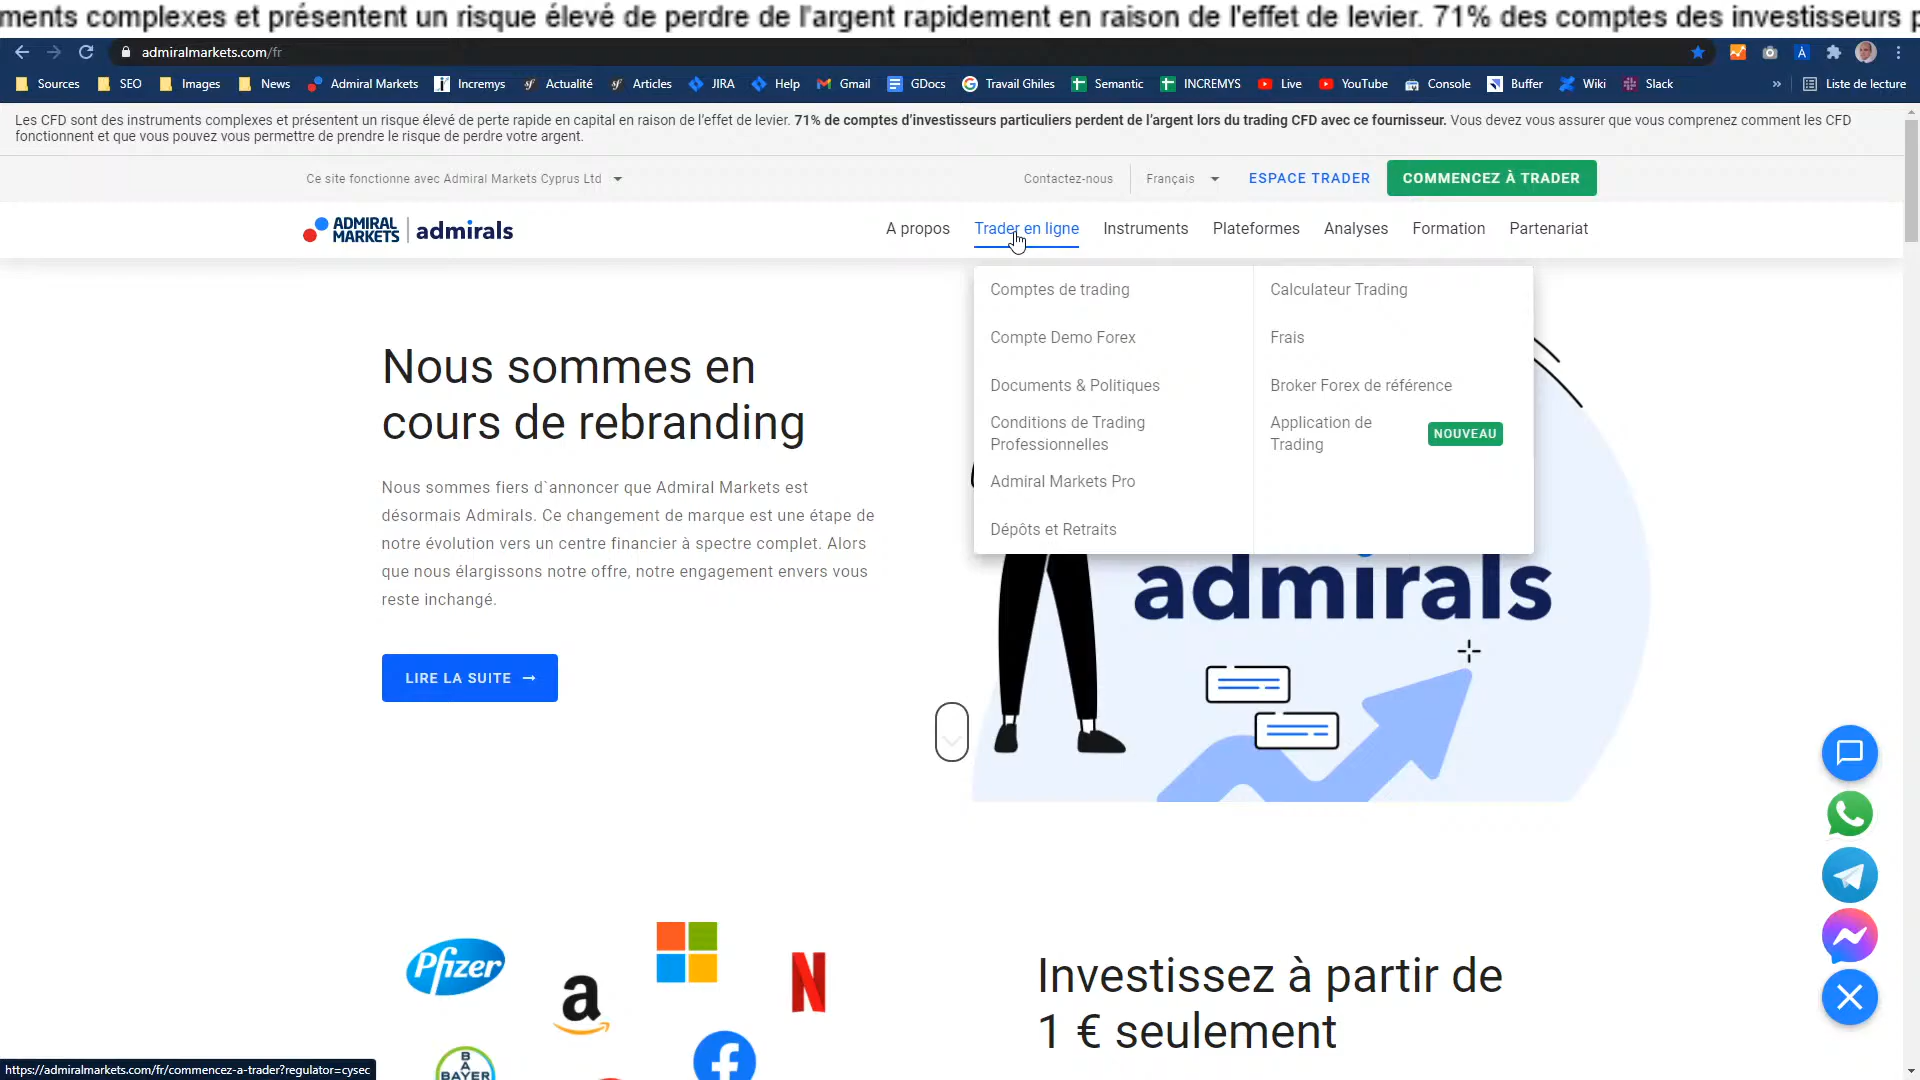 ments complexes et présentent un risque élevé de perdre de l'argent rapidement en raison de l'effet de levier. 71% des comptes des investisseurs p
admiralmarkets.com/fr
Sources SEO Images News Admiral Markets Incremys Actualité Articles JIRA Help Gmail GDocs Travail Ghiles Semantic INCREMYS Live YouTube Console Buffer Wiki Slack » Liste de lecture
Les CFD sont des instruments complexes et présentent un risque élevé de perte rapide en capital en raison de l'effet de levier. 71% de comptes d'investisseurs particuliers perdent de l'argent lors du trading CFD avec ce fournisseur. Vous devez vous assurer que vous comprenez comment les CFD
fonctionnent et que vous pouvez vous permettre de prendre le risque de perdre votre argent.
Ce site fonctionne avec Admiral Markets Cyprus Ltd Contactez-nous Français ESPACE TRADER COMMENCEZ À TRADER
ADMIRAL
MARKETS admirals
A propos Trader en ligne Instruments Plateformes Analyses Formation Partenariat
Comptes de trading
Compte Demo Forex
Documents & Politiques
Conditions de Trading
Professionnelles
Admiral Markets Pro
Dépôts et Retraits
Calculateur Trading
Frais
Broker Forex de référence
Application de
Trading
NOUVEAU
Nous sommes en
cours de rebranding
Nous sommes fiers d`annoncer que Admiral Markets est
désormais Admirals. Ce changement de marque est une étape de
notre évolution vers un centre financier à spectre complet. Alors
que nous élargissons notre offre, notre engagement envers vous
reste inchangé.
LIRE LA SUITE →
admirals
Pfizer
a
N
BAYER
BAYER
f
Investissez à partir de
1 € seulement
https://admiralmarkets.com/fr/commencez-a-trader?regulator=cysec